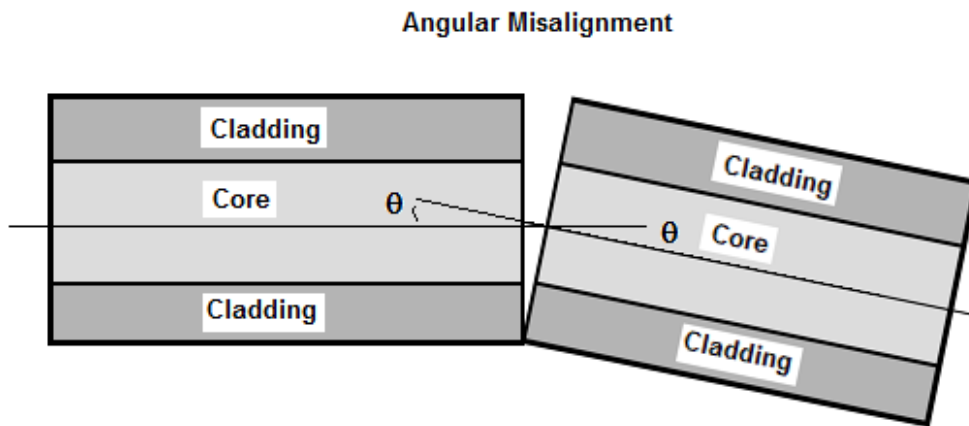 Angular Misalignment
Cladding
Cladding
Core
θ
θ
Core
Cladding
Cladding